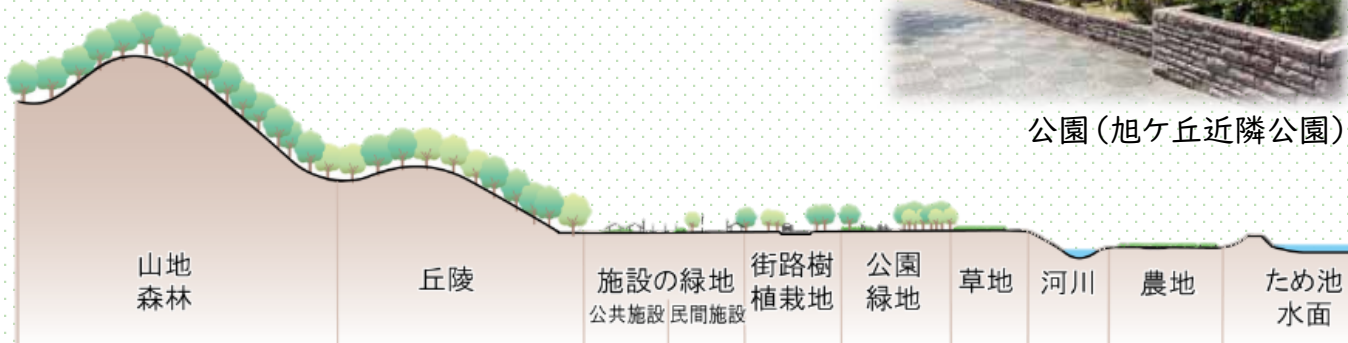 公園(旭ケ丘近隣公園)
山地
森林
丘陵
施設の緑地
公共施設 民間施設
街路樹
植栽地
公園
緑地
草地
河川
農地
ため池
水面